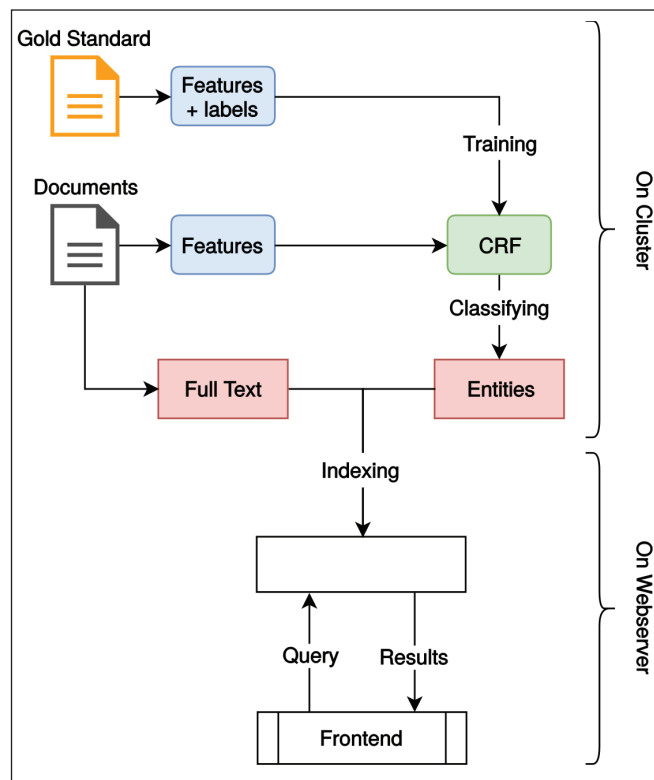 Gold Standard
Features
+ labels
Training
Documents
Features
CRF
Classifying
Full Text
Entities
Indexing
Query
Results
Frontend
On Cluster
On Webserver